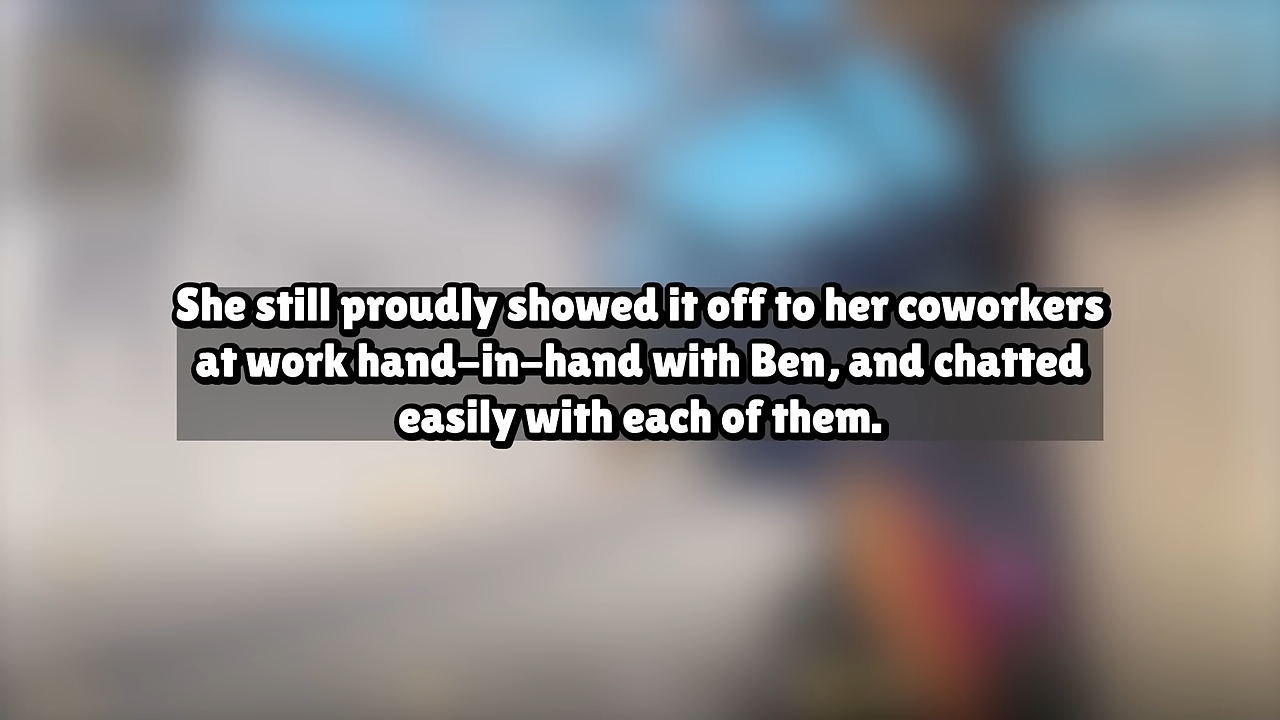 She still proudly showed it off to her coworkers
at work hand-in-hand with Ben, and chatted
easily with each of them.